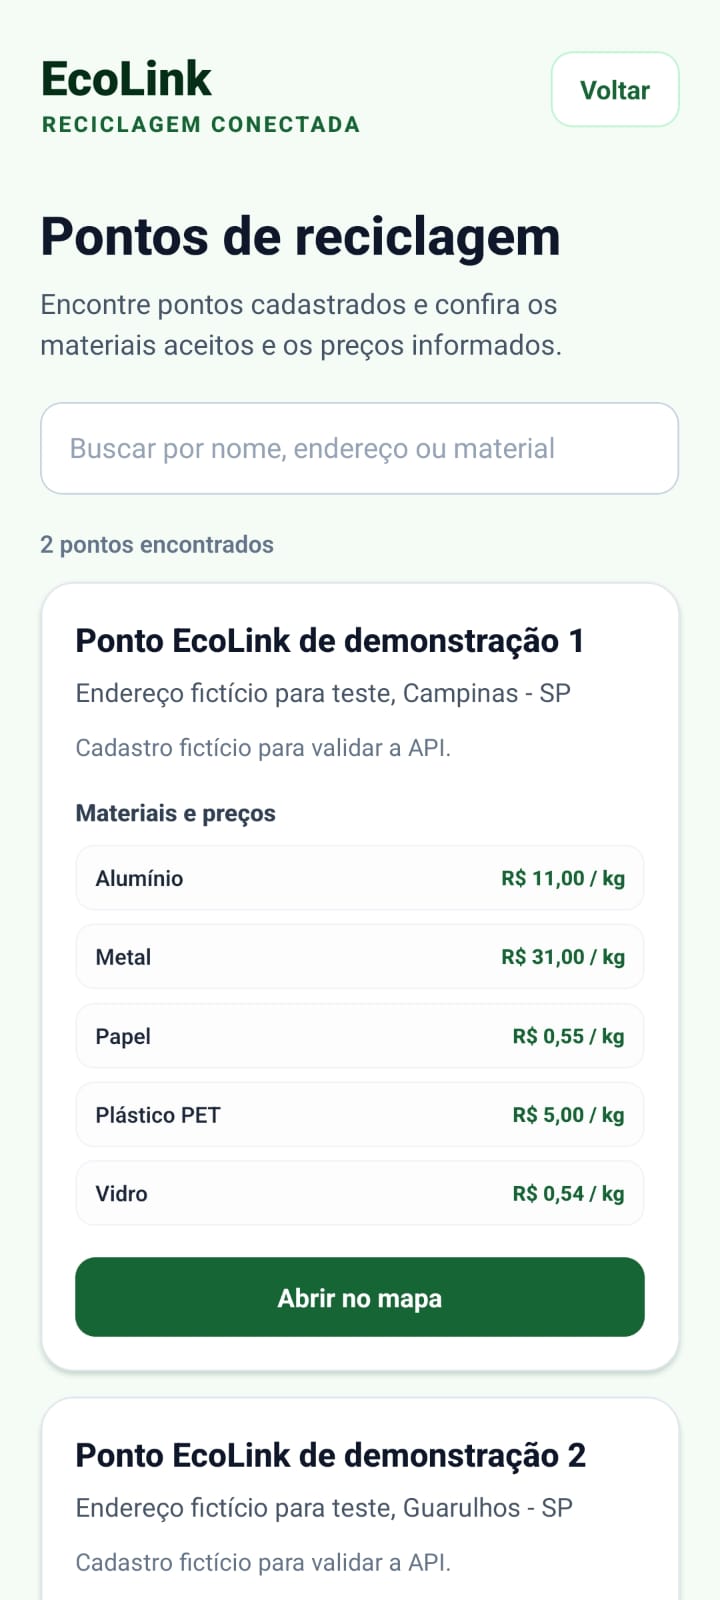 EcoLink
RECICLAGEM CONECTADA
Voltar
Pontos de reciclagem
Encontre pontos cadastrados e confira os
materiais aceitos e os preços informados.
Buscar por nome, endereço ou material
2 pontos encontrados
Ponto EcoLink de demonstração 1
Endereço fictício para teste, Campinas - SP
Cadastro fictício para validar a API.
Materiais e preços
Alumínio R$ 11,00 / kg
Metal R$ 31,00 / kg
Papel R$ 0,55 / kg
Plástico PET R$ 5,00 / kg
Vidro R$ 0,54 / kg
Abrir no mapa
Ponto EcoLink de demonstração 2
Endereço fictício para teste, Guarulhos - SP
Cadastro fictício para validar a API.